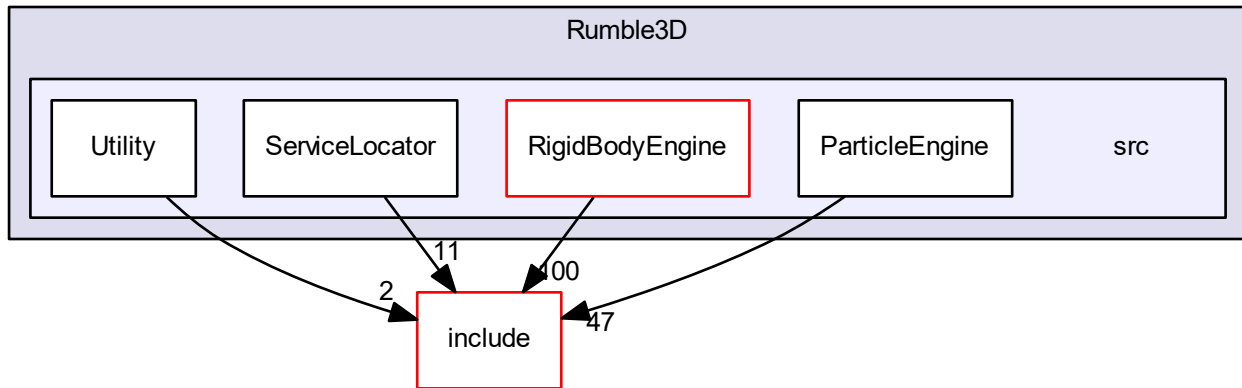 Rumble3D
Utility
ServiceLocator
RigidBodyEngine
ParticleEngine
src
2
11
100
47
include